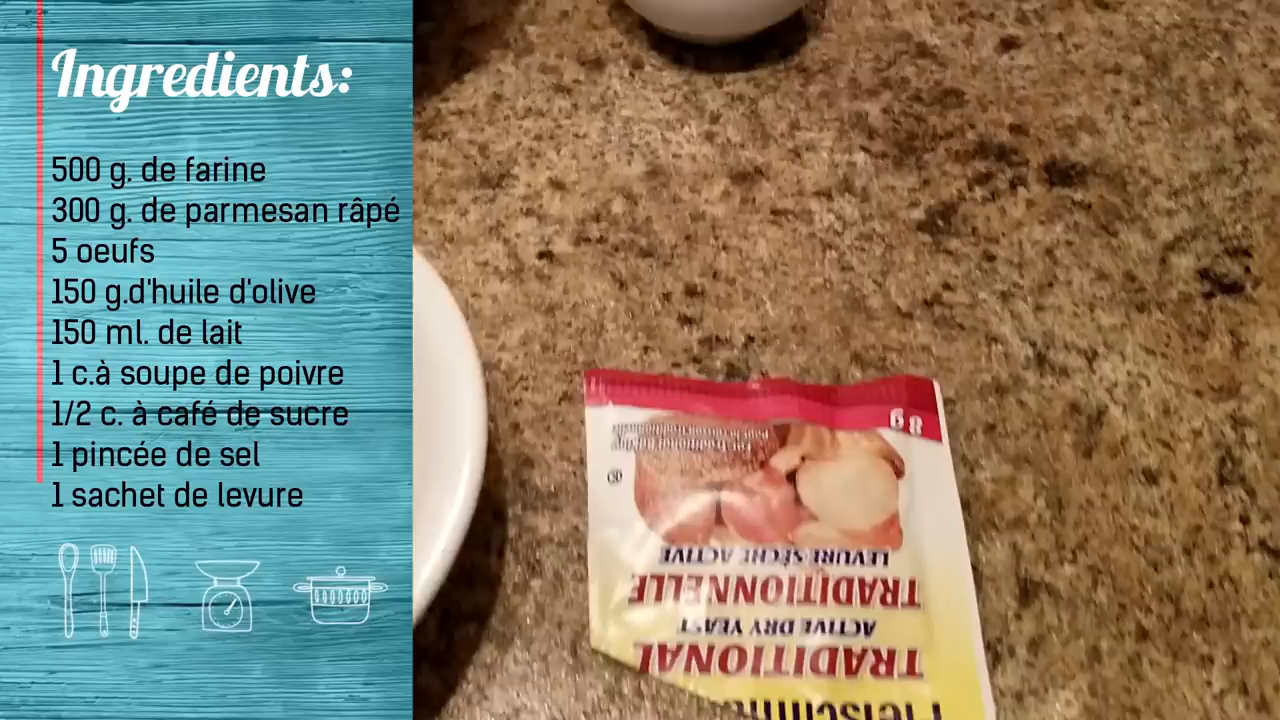 Ingredients:
500 g. de farine
300 g. de parmesan râpé
5 oeufs
150 g.d'huile d'olive
150 ml. de lait
1 c.à soupe de poivre
1/2 c. à café de sucre
1 pincée de sel
1 sachet de levure
TRADITIONAL
ACTIVE DRY YEAST
TRADITIONNELLE
LEVURE SÈCHE ACTIVE
8 g